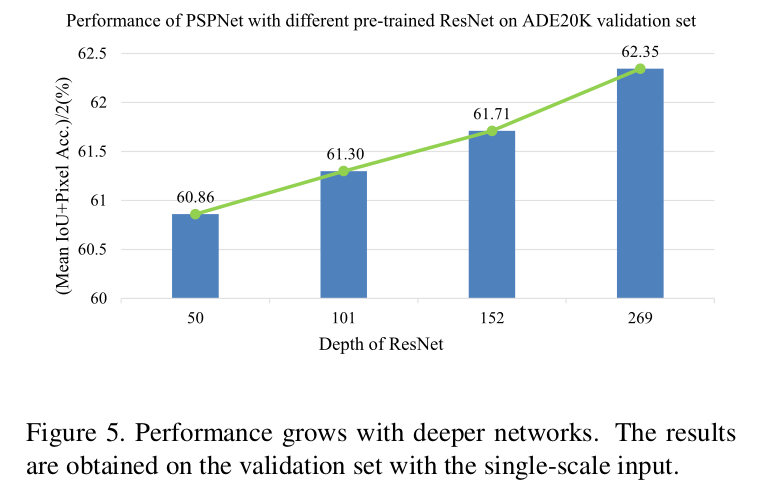 Performance of PSPNet with different pre-trained ResNet on ADE20K validation set
(Mean IoU+Pixel Acc.)/2(%)
62.5
62
61.5
61
60.5
60
60.86
61.30
61.71
62.35
50
101
152
269
Depth of ResNet
Figure 5. Performance grows with deeper networks. The results
are obtained on the validation set with the single-scale input.